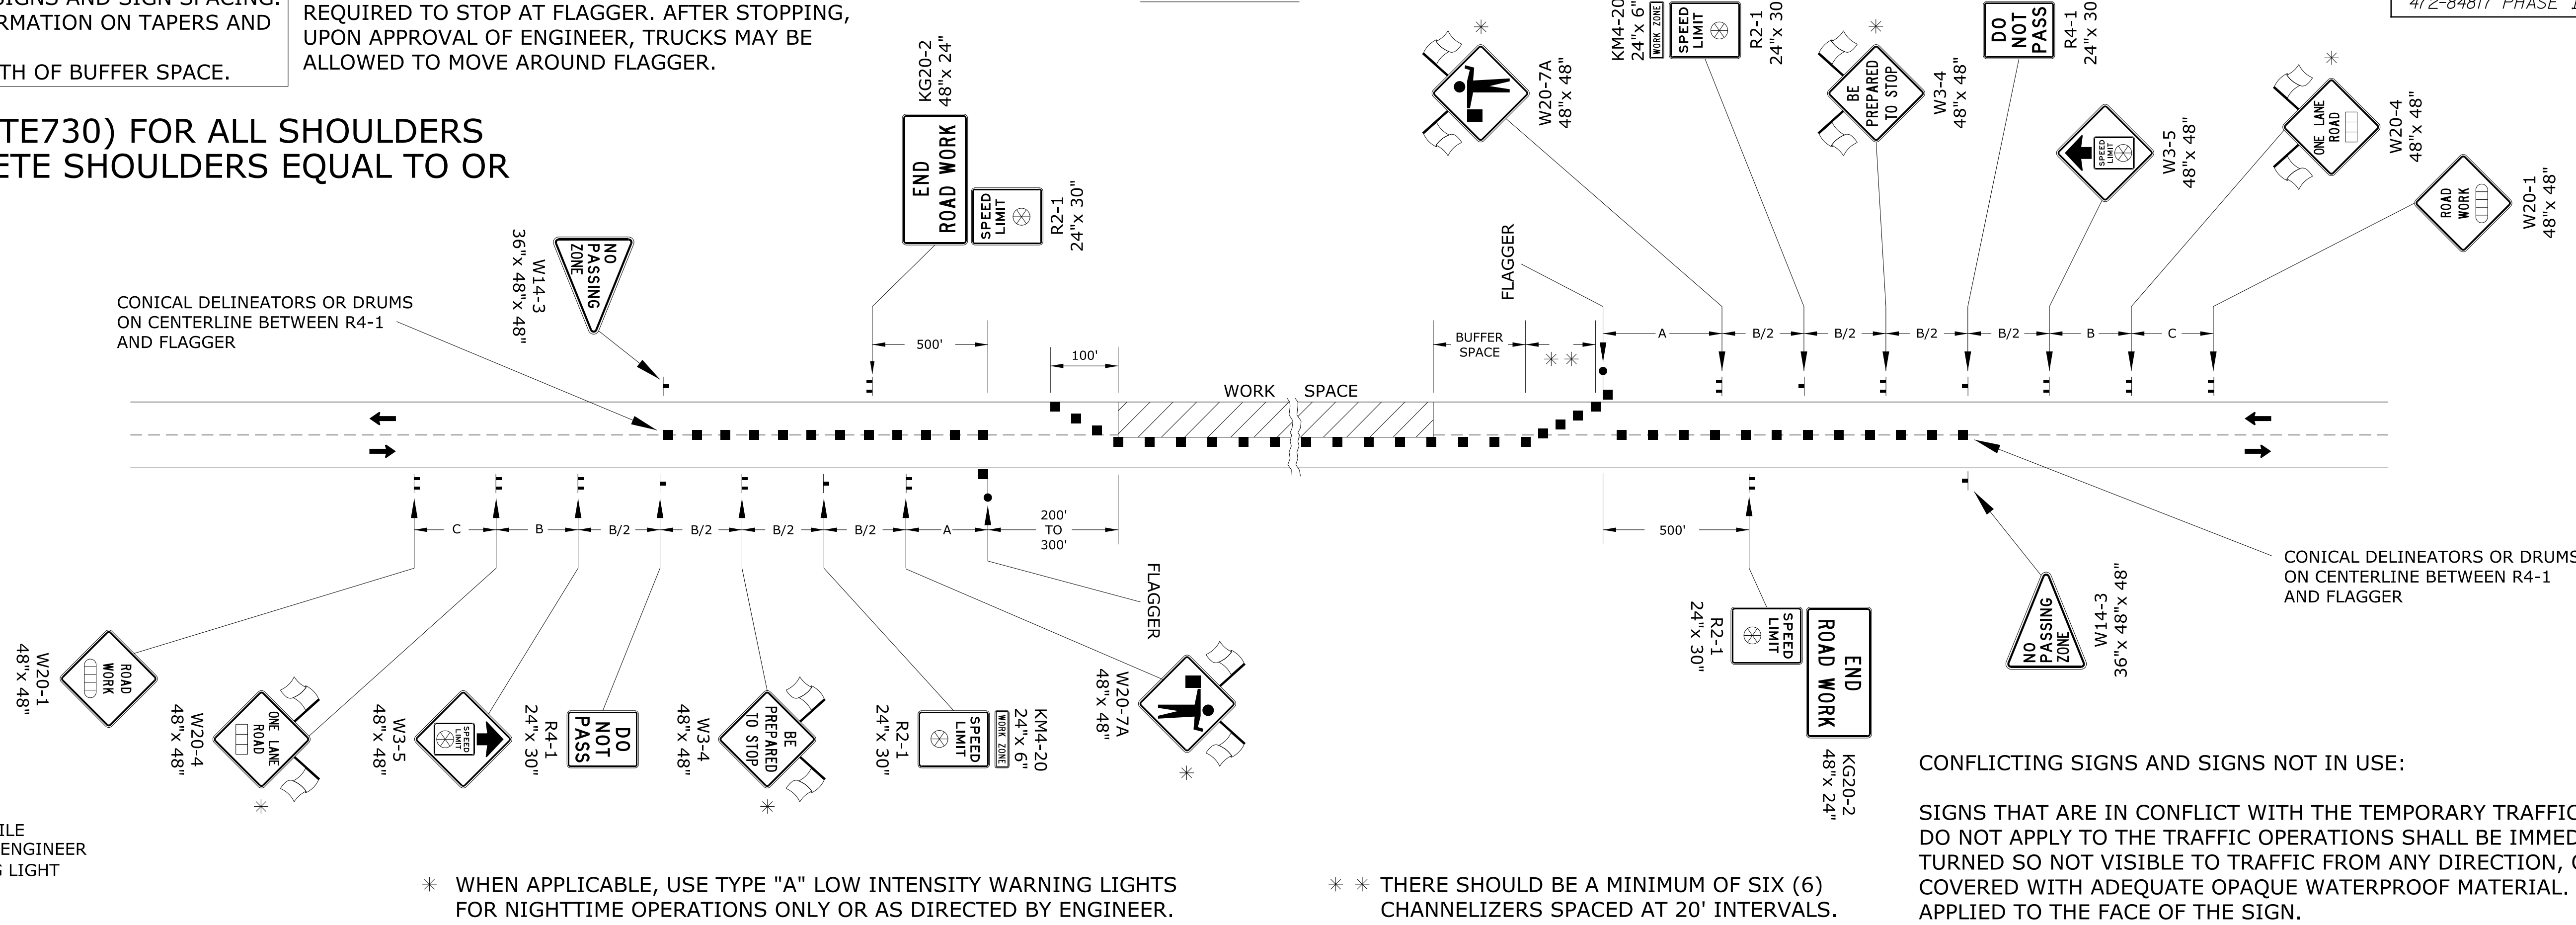 SIGNS AND SIGN SPACING.
RMATION ON TAPERS AND
TH OF BUFFER SPACE.
REQUIRED TO STOP AT FLAGGER. AFTER STOPPING,
UPON APPROVAL OF ENGINEER, TRUCKS MAY BE
ALLOWED TO MOVE AROUND FLAGGER.
TE730) FOR ALL SHOULDERS
ETE SHOULDERS EQUAL TO OR
472-84817 PHASE
KG20-2
48"x 24"
END
ROAD WORK
SPEED
LIMIT
R2-1
24"x 30"
NO
PASSING
ZONE
W14-3
36"x 48"x 48"
CONICAL DELINEATORS OR DRUMS
ON CENTERLINE BETWEEN R4-1
AND FLAGGER
W20-7A
48"x 48"
KM4-20
24"x 6"
WORK ZONE
SPEED
LIMIT
R2-1
24"x 30"
BE
PREPARED
TO STOP
W3-4
48"x 48"
DO
NOT
PASS
R4-1
24"x 30
SPEED
LIMIT
W3-5
48"x 48"
ONE LANE
ROAD
W20-4
48"x 48"
ROAD
WORK
W20-1
48"x 48"
FLAGGER
500'
100'
WORK SPACE
BUFFER
SPACE
✳ ✳
A
B/2
B/2
B/2
B/2
B
C
C
B
B/2
B/2
B/2
B/2
A
200'
TO
300'
500'
FLAGGER
ROAD
WORK
W20-1
48"x 48"
ONE LANE
ROAD
W20-4
48"x 48"
SPEED
LIMIT
W3-5
48"x 48"
DO
NOT
PASS
R4-1
24"x 30"
BE
PREPARED
TO STOP
W3-4
48"x 48"
SPEED
LIMIT
R2-1
24"x 30"
WORK ZONE
KM4-20
24"x 6"
W20-7A
48"x 48"
SPEED
LIMIT
R2-1
24"x 30"
END
ROAD WORK
KG20-2
48"x 24"
NO
PASSING
ZONE
W14-3
36"x 48"x 48"
CONICAL DELINEATORS OR DRUMS
ON CENTERLINE BETWEEN R4-1
AND FLAGGER
ILE
ENGINEER
G LIGHT
✳ WHEN APPLICABLE, USE TYPE "A" LOW INTENSITY WARNING LIGHTS
FOR NIGHTTIME OPERATIONS ONLY OR AS DIRECTED BY ENGINEER.
✳ ✳ THERE SHOULD BE A MINIMUM OF SIX (6)
CHANNELIZERS SPACED AT 20' INTERVALS.
CONFLICTING SIGNS AND SIGNS NOT IN USE:
SIGNS THAT ARE IN CONFLICT WITH THE TEMPORARY TRAFFIC
DO NOT APPLY TO THE TRAFFIC OPERATIONS SHALL BE IMMED
TURNED SO NOT VISIBLE TO TRAFFIC FROM ANY DIRECTION,
COVERED WITH ADEQUATE OPAQUE WATERPROOF MATERIAL.
APPLIED TO THE FACE OF THE SIGN.